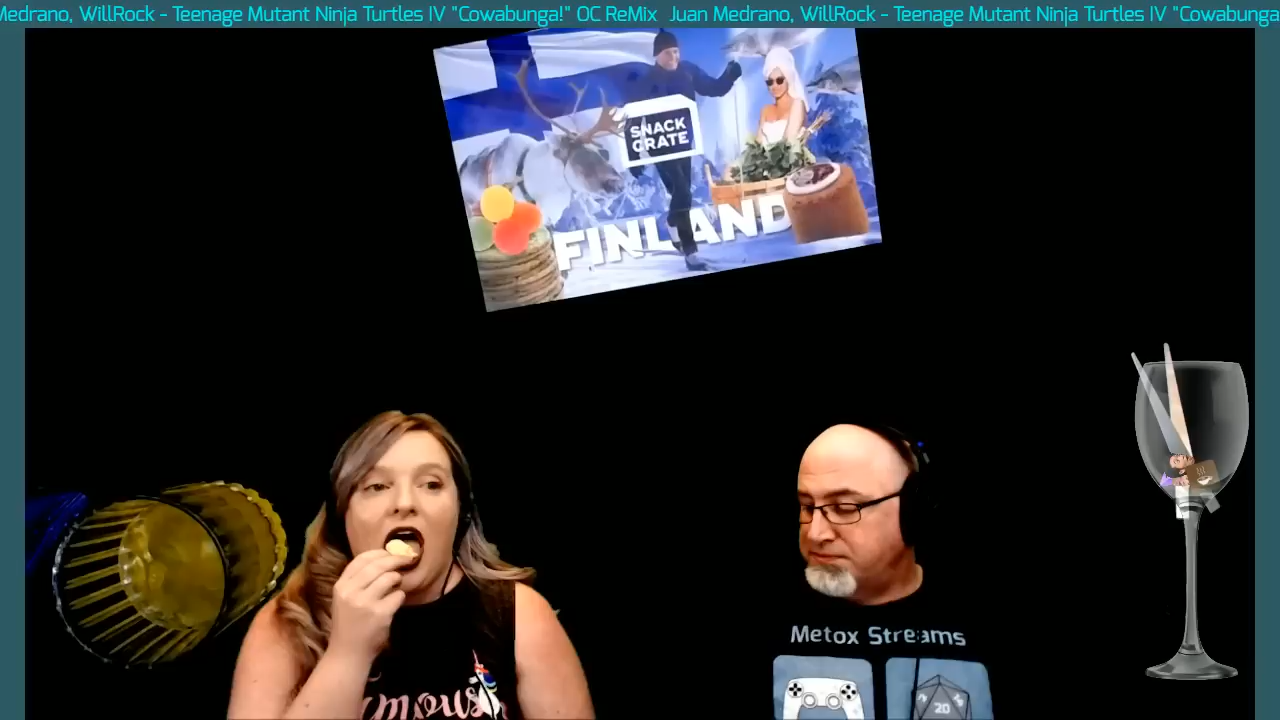 Medrano, WillRock - Teenage Mutant Ninja Turtles IV "Cowabunga!" OC ReMix Juan Medrano, WillRock - Teenage Mutant Ninja Turtles IV "Cowabunga
SNACK
CRATE
FINLAND
Metox Streams
20